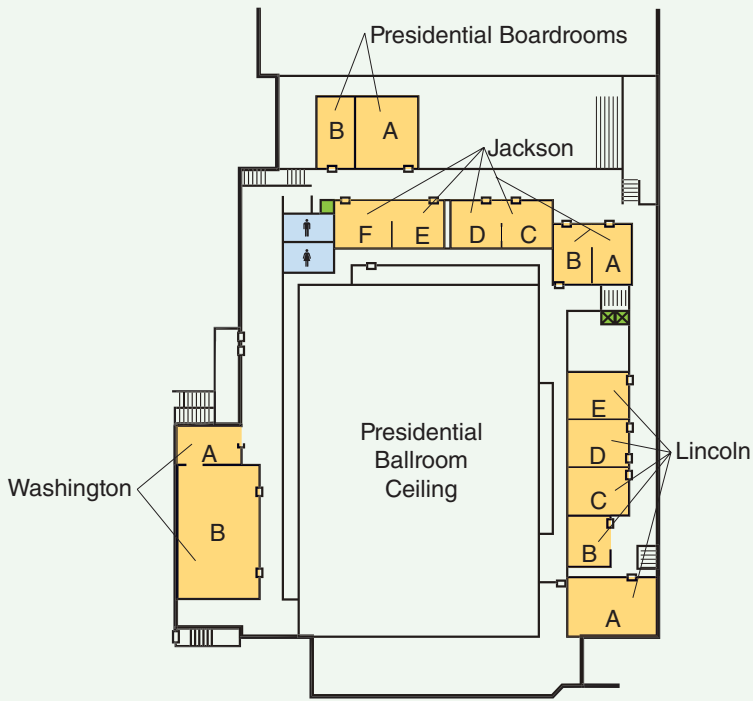 Presidential Boardrooms
B
A
Jackson
F
E
D
C
B
A
E
D
C
B
A
Lincoln
Presidential
Ballroom
Ceiling
Washington
A
B